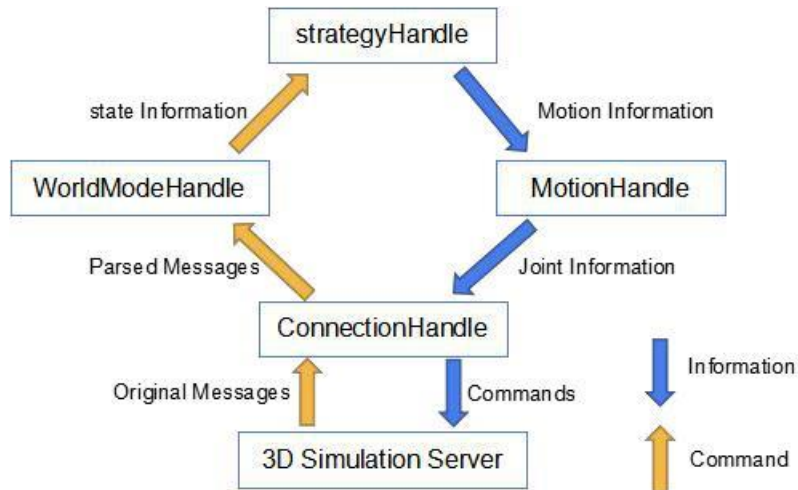 strategyHandle
state Information
Motion Information
WorldModeHandle
MotionHandle
Parsed Messages
Joint Information
ConnectionHandle
Information
Original Messages
Commands
3D Simulation Server
Command